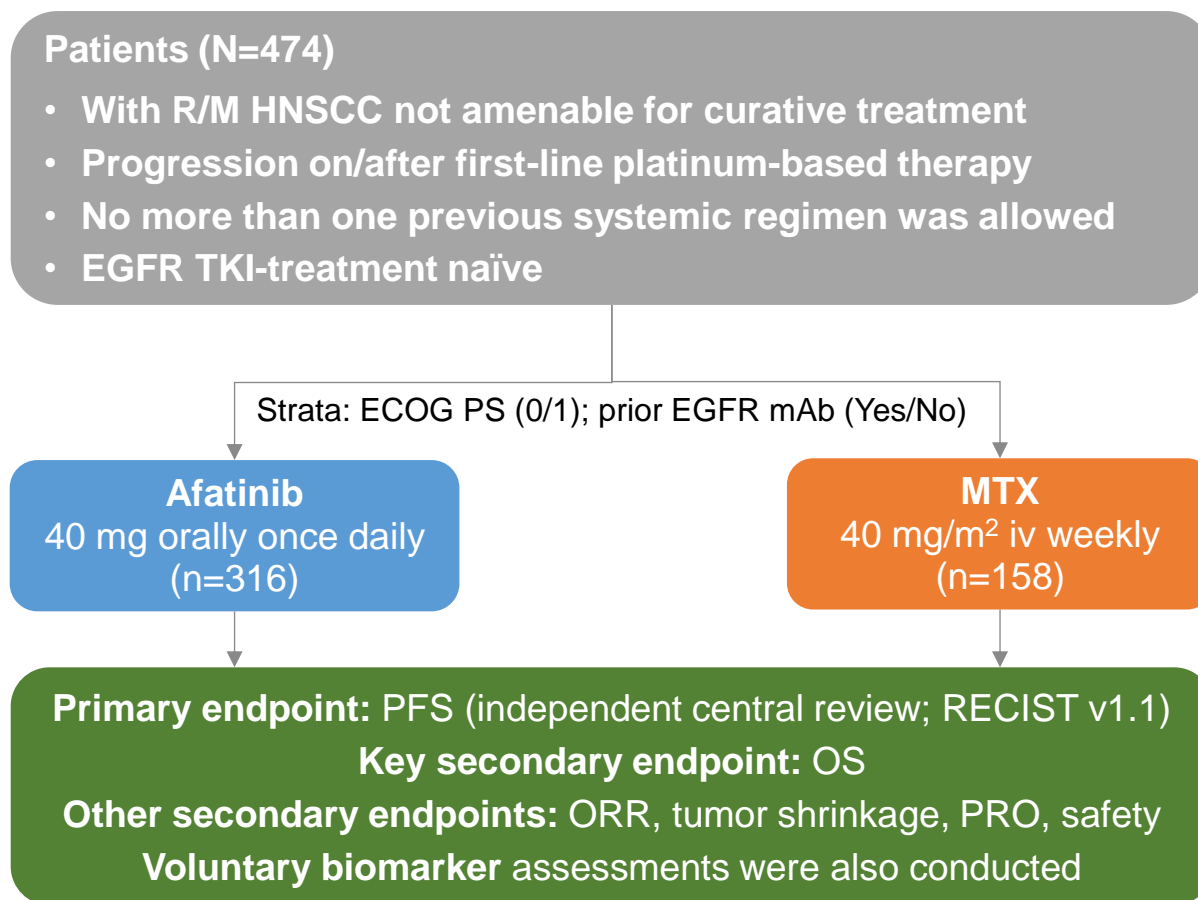 Patients (N=474)
• With R/M HNSCC not amenable for curative treatment
• Progression on/after first-line platinum-based therapy
• No more than one previous systemic regimen was allowed
• EGFR TKI-treatment naïve
Strata: ECOG PS (0/1); prior EGFR mAb (Yes/No)
Afatinib
40 mg orally once daily
(n=316)
MTX
40 mg/m² iv weekly
(n=158)
Primary endpoint: PFS (independent central review; RECIST v1.1)
Key secondary endpoint: OS
Other secondary endpoints: ORR, tumor shrinkage, PRO, safety
Voluntary biomarker assessments were also conducted